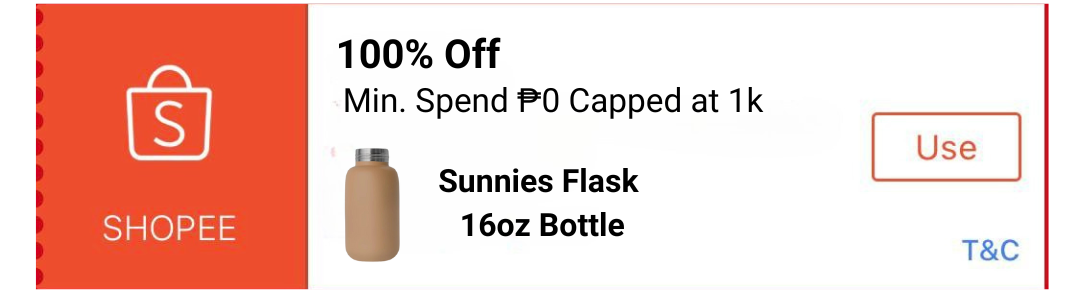 S
SHOPEE
100% Off
Min. Spend ₱0 Capped at 1k
Sunnies Flask
16oz Bottle
Use
T&C